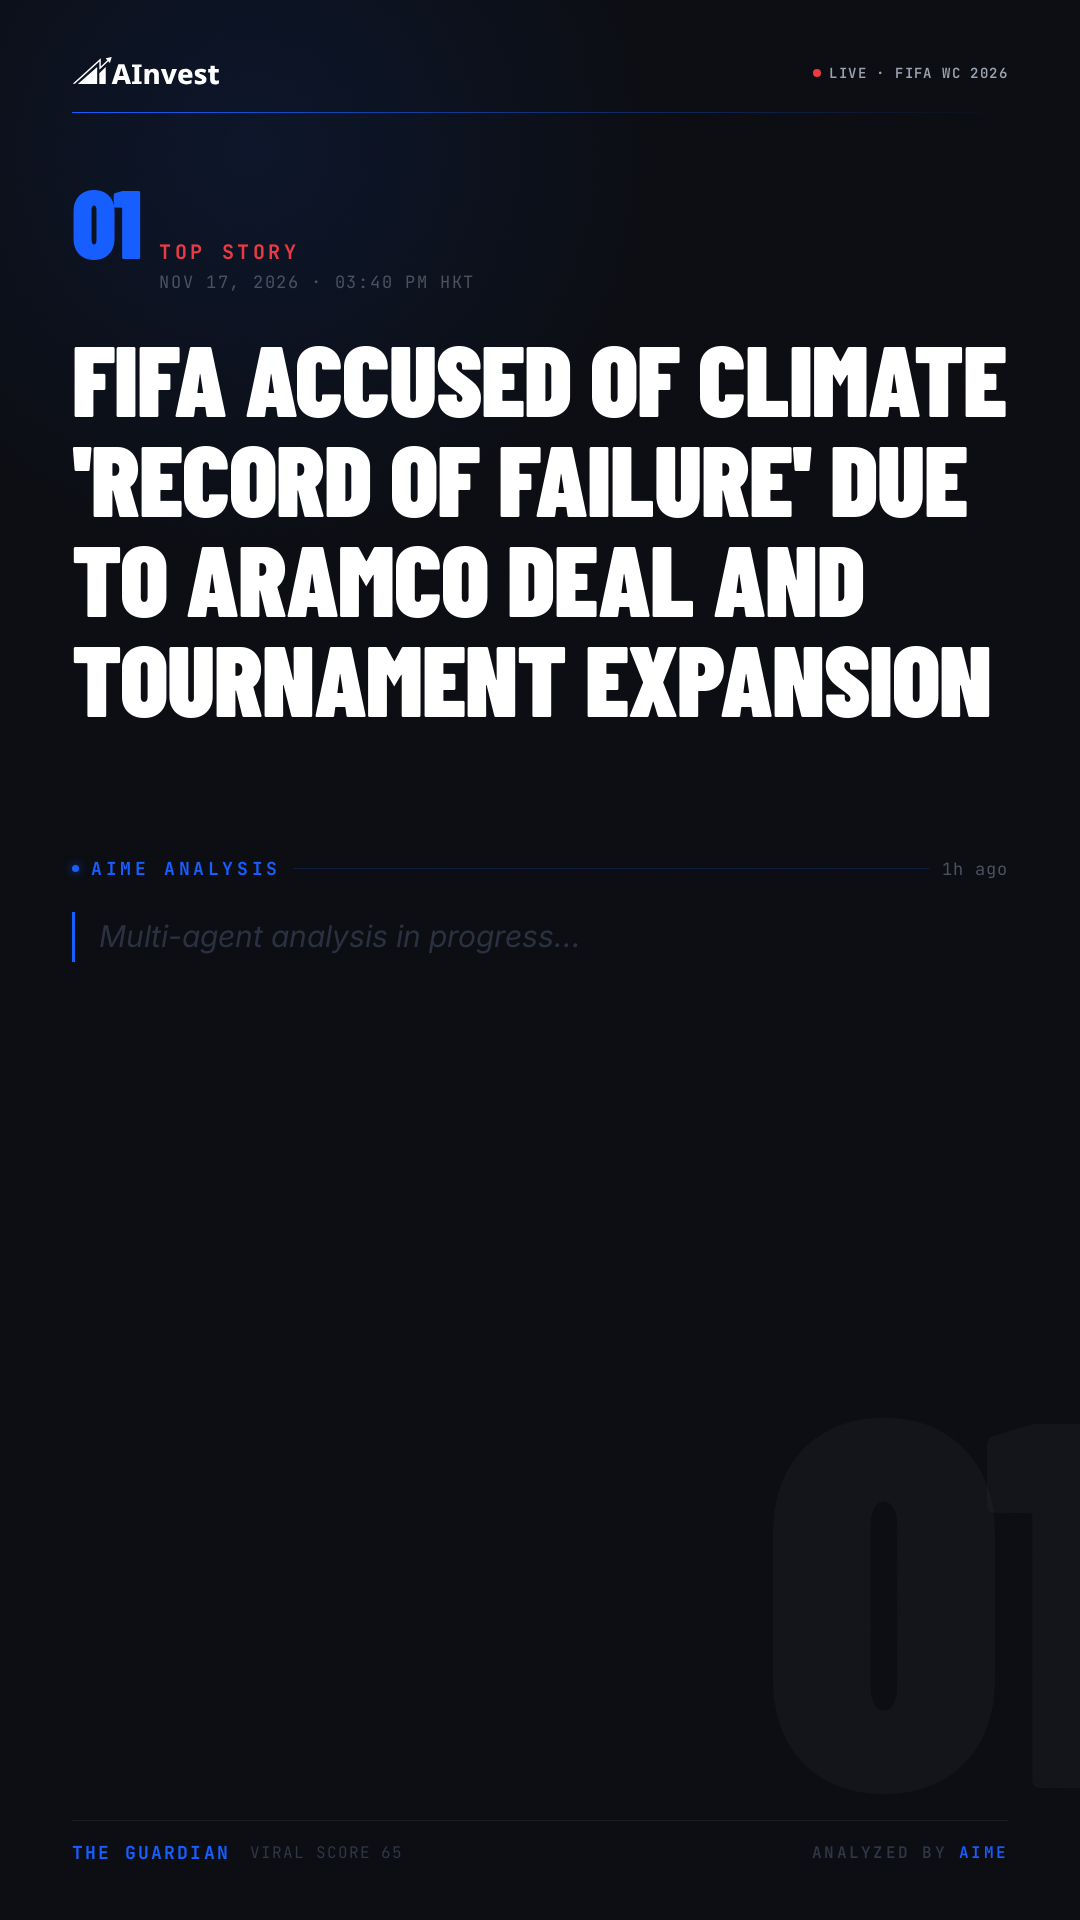 AInvest
LIVE · FIFA WC 2026
01
TOP STORY
NOV 17, 2026 · 03:40 PM HKT
FIFA ACCUSED OF CLIMATE
'RECORD OF FAILURE' DUE
TO ARAMCO DEAL AND
TOURNAMENT EXPANSION
AIME ANALYSIS
1h ago
Multi-agent analysis in progress...
01
THE GUARDIAN VIRAL SCORE 65
ANALYZED BY AIME